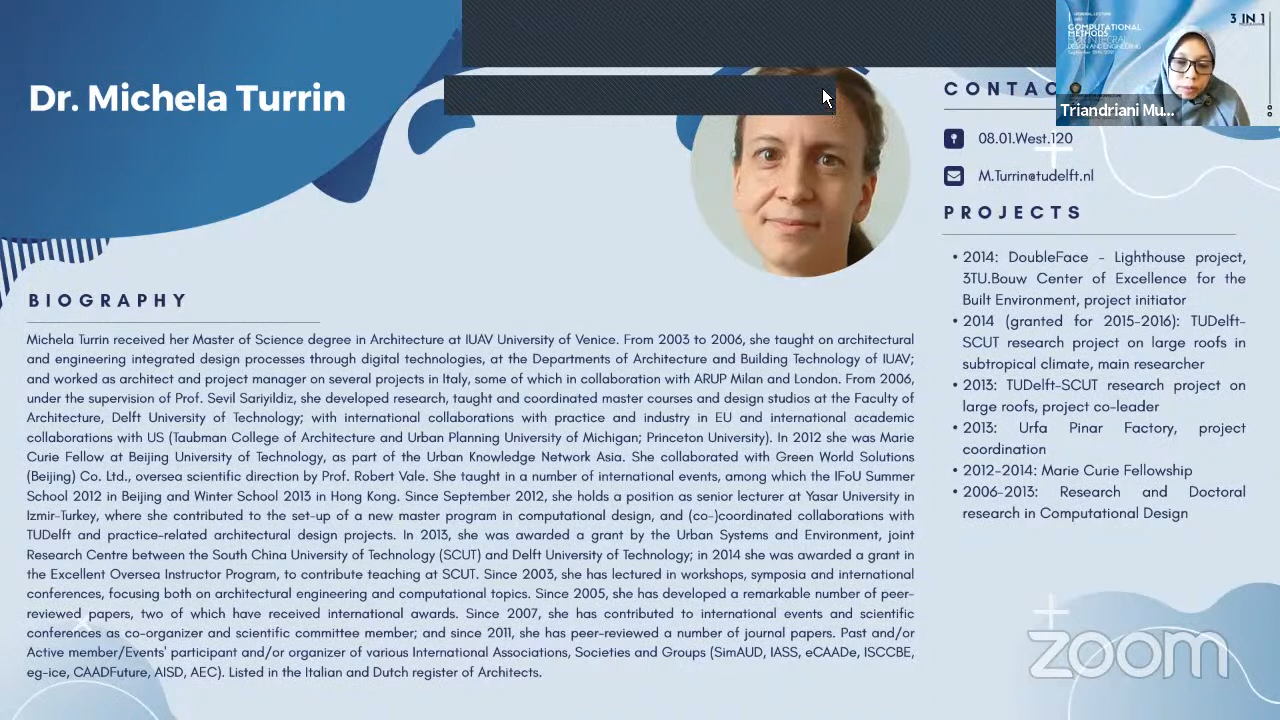 Dr. Michela Turrin
BIOGRAPHY
Michela Turrin received her Master of Science degree in Architecture at IUAV University of Venice. From 2003 to 2006, she taught on architectural
and engineering integrated design processes through digital technologies, at the Departments of Architecture and Building Technology of IUAV;
and worked as architect and project manager on several projects in Italy, some of which in collaboration with ARUP Milan and London. From 2006,
under the supervision of Prof. Sevil Sariyildiz, she developed research, taught and coordinated master courses and design studios at the Faculty of
Architecture, Delft University of Technology; with international collaborations with practice and industry in EU and international academic
collaborations with US (Taubman College of Architecture and Urban Planning University of Michigan; Princeton University). In 2012 she was Marie
Curie Fellow at Beijing University of Technology, as part of the Urban Knowledge Network Asia. She collaborated with Green World Solutions
(Beijing) Co. Ltd., oversea scientific direction by Prof. Robert Vale. She taught in a number of international events, among which the IFoU Summer
School 2012 in Beijing and Winter School 2013 in Hong Kong. Since September 2012, she holds a position as senior lecturer at Yasar University in
Izmir-Turkey, where she contributed to the set-up of a new master program in computational design, and (co-)coordinated collaborations with
TUDelft and practice-related architectural design projects. In 2013, she was awarded a grant by the Urban Systems and Environment, joint
Research Centre between the South China University of Technology (SCUT) and Delft University of Technology; in 2014 she was awarded a grant in
the Excellent Oversea Instructor Program, to contribute teaching at SCUT. Since 2003, she has lectured in workshops, symposia and international
conferences, focusing both on architectural engineering and computational topics. Since 2005, she has developed a remarkable number of peer-
reviewed papers, two of which have received international awards. Since 2007, she has contributed to international events and scientific
conferences as co-organizer and scientific committee member; and since 2011, she has peer-reviewed a number of journal papers. Past and/or
Active member/Events' participant and/or organizer of various International Associations, Societies and Groups (SimAUD, IASS, eCAADe, ISCCBE,
eg-ice, CAADFuture, AISD, AEC). Listed in the Italian and Dutch register of Architects.
CONTAC
08.01.West.120
M.Turrin@tudelft.nl
PROJECTS
• 2014: DoubleFace - Lighthouse project,
3TU.Bouw Center of Excellence for the
Built Environment, project initiator
• 2014 (granted for 2015-2016): TUDelft-
SCUT research project on large roofs in
subtropical climate, main researcher
• 2013: TUDelft-SCUT research project on
large roofs, project co-leader
• 2013: Urfa Pinar Factory, project
coordination
• 2012-2014: Marie Curie Fellowship
• 2006-2013: Research and Doctoral
research in Computational Design
3 IN 1
COMPUTATIONAL
METHODS
DESIGN AND ENGINEERING
Triandriani Mu...
zoom